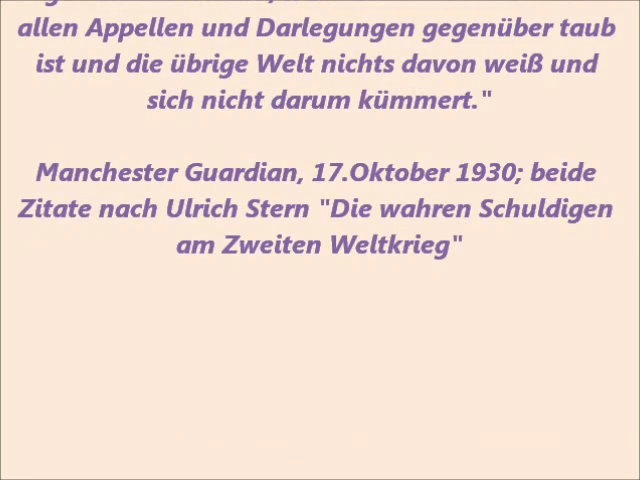 allen Appellen und Darlegungen gegenüber taub
ist und die übrige Welt nichts davon weiß und
sich nicht darum kümmert."
Manchester Guardian, 17.Oktober 1930; beide
Zitate nach Ulrich Stern "Die wahren Schuldigen
am Zweiten Weltkrieg"